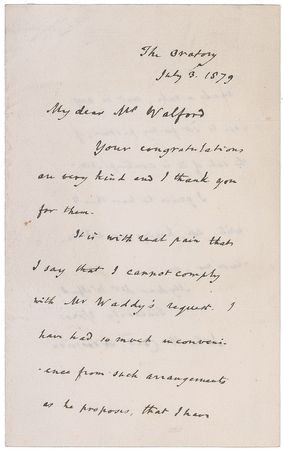 The Oratory
July 3. 1879
My dear Mrs Walford
Your congratulations
are very kind and I thank you
for them.
It is with real pain that
I say that I cannot comply
with Mr Waddy's request. I
have had so much inconveni-
-ence from such arrangements
as he proposes, that I have